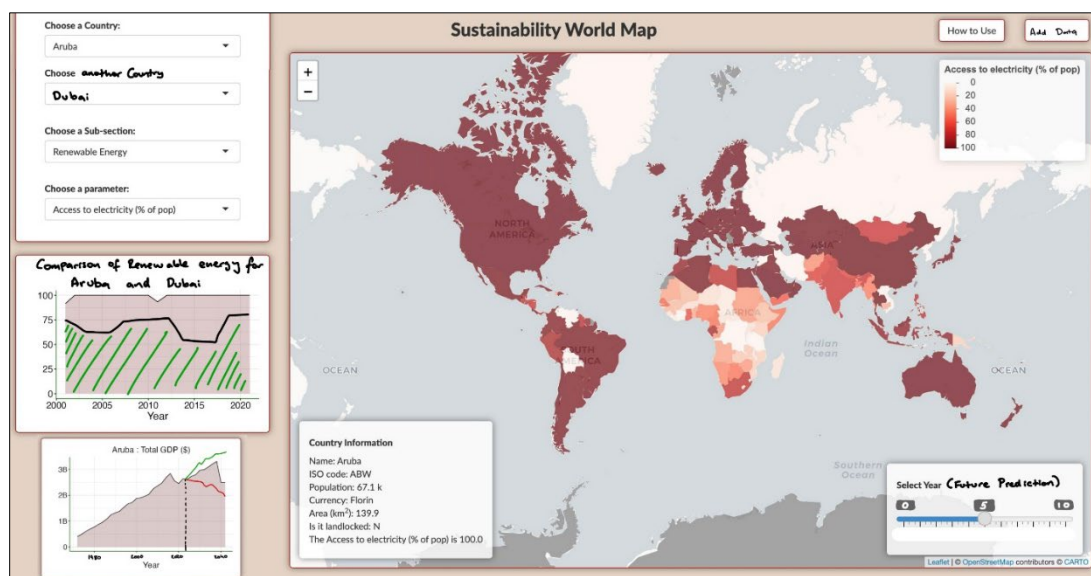 Sustainability World Map
How to Use
Add Data
Choose a Country:
Aruba
Choose another Country
Dubai
Choose a Sub-section:
Renewable Energy
Choose a parameter:
Access to electricity (% of pop)
Comparison of Renewable energy for
Aruba and Dubai
100
75
50
25
0
2000 2005 2010 2015 2020
Year
Aruba : Total GDP ($)
3B
2B
1B
0
1980 2000 2020 2040
Year
+
−
Access to electricity (% of pop)
0
20
40
60
80
100
NORTH
AMERICA
ASIA
AFRICA
SOUTH
AMERICA
OCEAN
Indian
Ocean
OCEAN
Southern
Ocean
Country Information
Name: Aruba
ISO code: ABW
Population: 67.1 k
Currency: Florin
Area (km²): 139.9
Is it landlocked: N
The Access to electricity (% of pop) is 100.0
Select Year (Future Prediction)
0 5 10
Leaflet | © OpenStreetMap contributors © CARTO